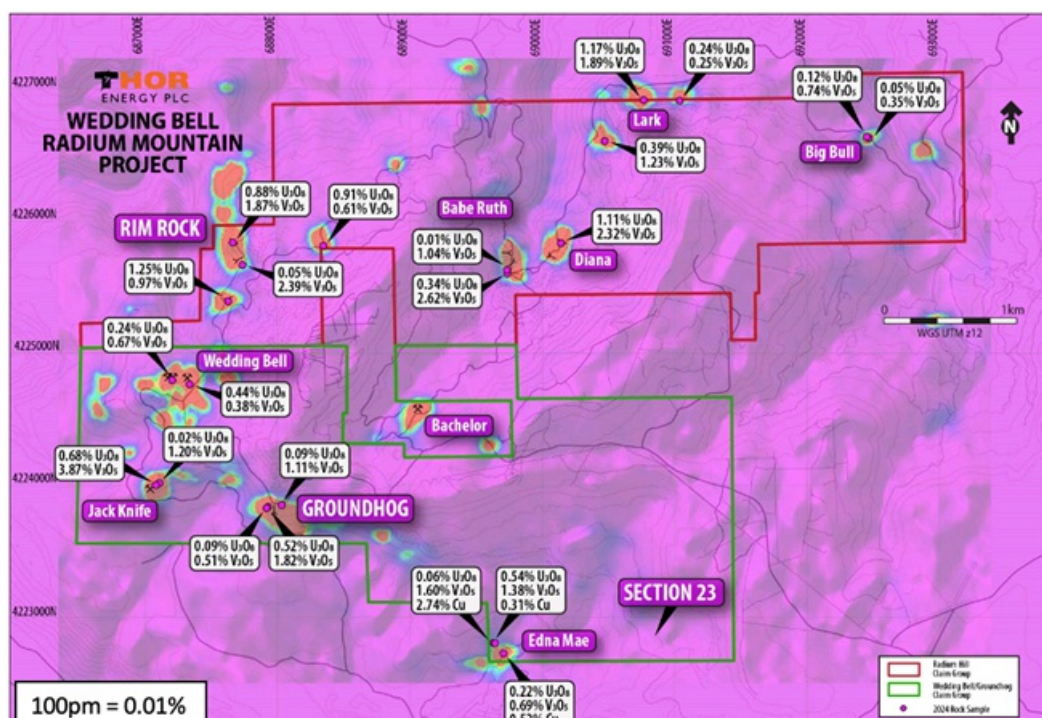 687000E
688000E
689000E
690000E
691000E
692000E
693000E
4227000N
4226000N
4225000N
4224000N
4223000N
THOR
ENERGY PLC
WEDDING BELL
RADIUM MOUNTAIN
PROJECT
1.17% U₃O₈
1.89% V₂O₅
0.24% U₃O₈
0.25% V₂O₅
Lark
0.39% U₃O₈
1.23% V₂O₅
0.12% U₃O₈
0.74% V₂O₅
0.05% U₃O₈
0.35% V₂O₅
Big Bull
N
RIM ROCK
0.88% U₃O₈
1.87% V₂O₅
0.91% U₃O₈
0.61% V₂O₅
Babe Ruth
0.01% U₃O₈
1.04% V₂O₅
0.34% U₃O₈
2.62% V₂O₅
1.11% U₃O₈
2.32% V₂O₅
Diana
1.25% U₃O₈
0.97% V₂O₅
0.05% U₃O₈
2.39% V₂O₅
0 1km
WGS UTM z12
0.24% U₃O₈
0.67% V₂O₅
Wedding Bell
0.44% U₃O₈
0.38% V₂O₅
Bachelor
0.68% U₃O₈
3.87% V₂O₅
0.02% U₃O₈
1.20% V₂O₅
Jack Knife
0.09% U₃O₈
1.11% V₂O₅
GROUNDHOG
0.09% U₃O₈
0.51% V₂O₅
0.52% U₃O₈
1.82% V₂O₅
0.06% U₃O₈
1.60% V₂O₅
2.74% Cu
0.54% U₃O₈
1.38% V₂O₅
0.31% Cu
SECTION 23
Edna Mae
0.22% U₃O₈
0.69% V₂O₅
Radium Hill
Claim Group
Wedding Bell/Groundhog
Claim Group
2024 Rock Sample
100pm = 0.01%